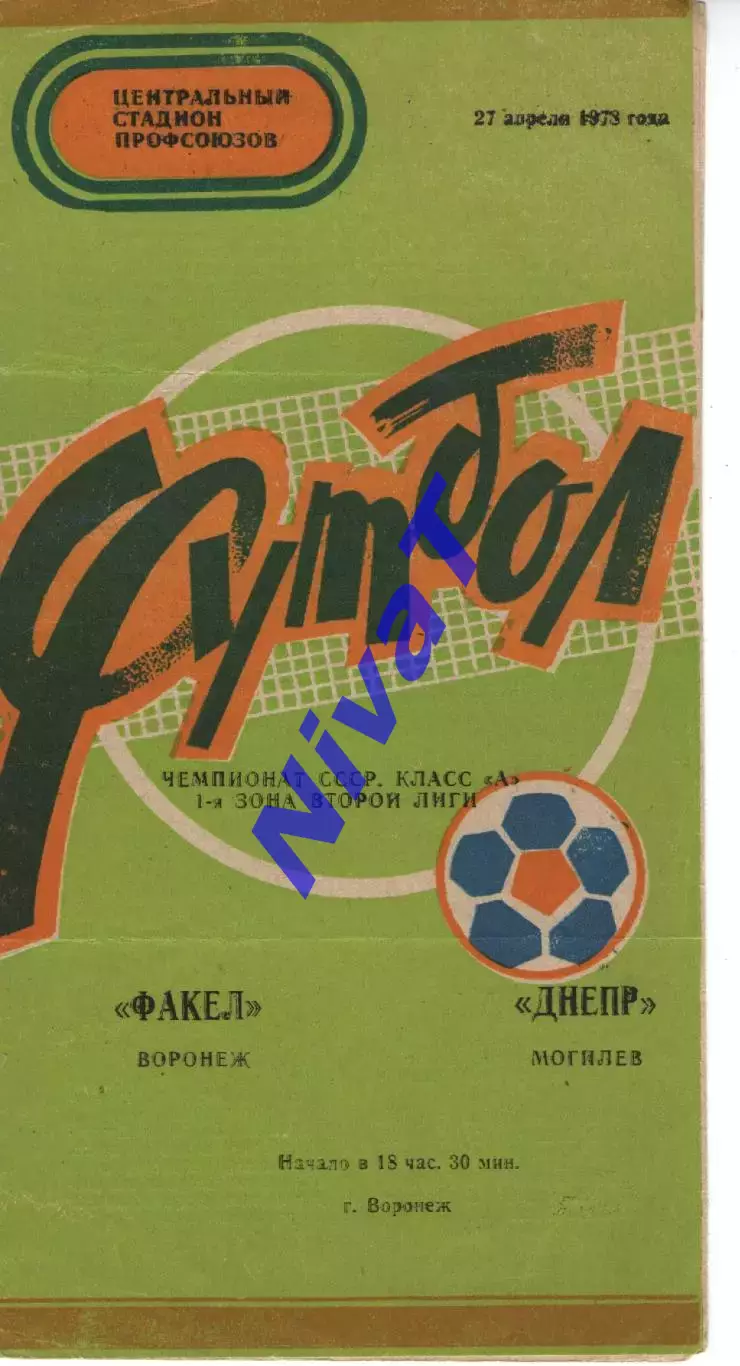 ЦЕНТРАЛЬНЫЙ
СТАДИОН
ПРОФСОЮЗОВ
27 апреля 1978 года
Футбол
NivaT
ЧЕМПИОНАТ СССР. КЛАСС «А»
1-я ЗОНА ВТОРОЙ ЛИГИ
«ФАКЕЛ»
ВОРОНЕЖ
«ДНЕПР»
МОГИЛЕВ
Начало в 18 час. 30 мин.
г. Воронеж